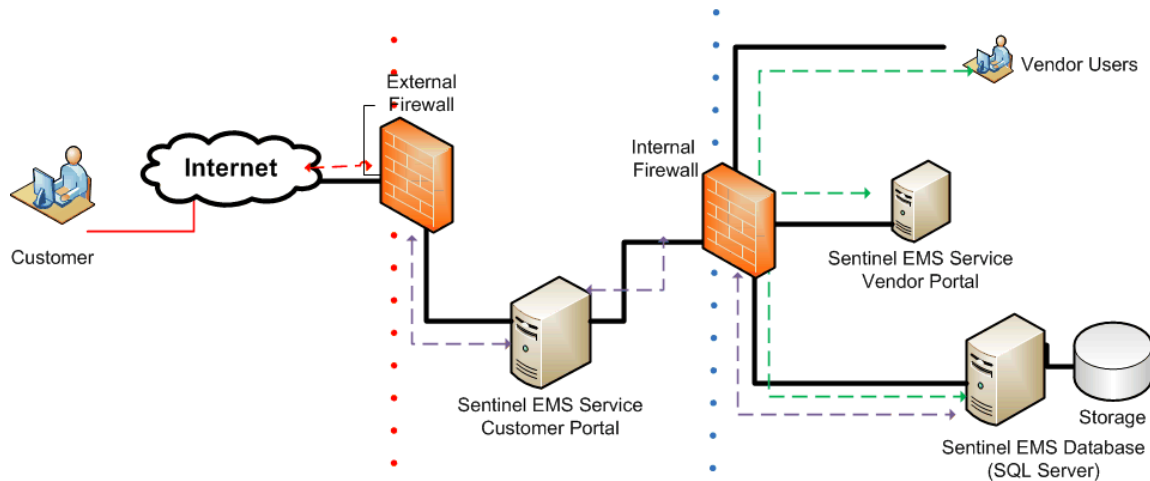 External
Firewall
Vendor Users
Internet
Internal
Firewall
Customer
Sentinel EMS Service
Vendor Portal
Sentinel EMS Service
Customer Portal
Storage
Sentinel EMS Database
(SQL Server)